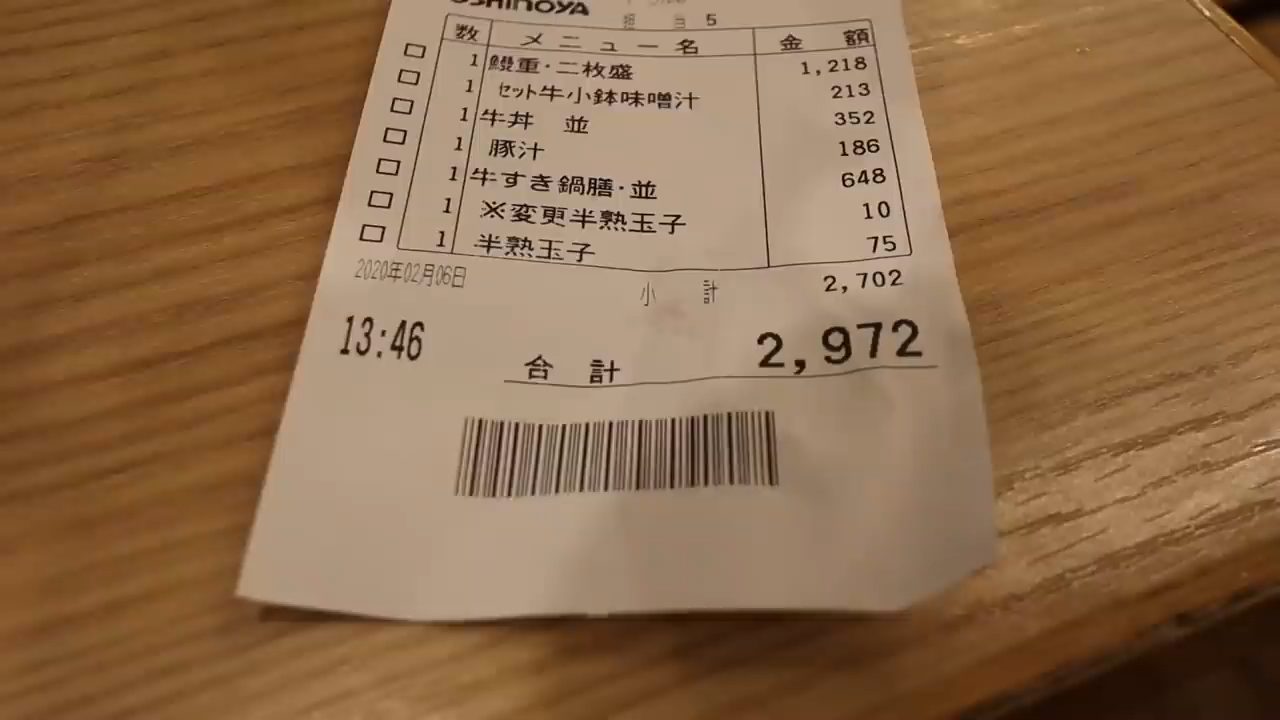 OSHINOYA
担 当 5
数 メニュー名 金 額
1 鰻重・二枚盛 1,218
1 ｾｯﾄ牛小鉢味噌汁 213
1 牛丼 並 352
1 豚汁 186
1 牛すき鍋膳・並 648
1 ※変更半熟玉子 10
1 半熟玉子 75
2020年02月06日
小 計 2,702
13:46
合 計 2,972